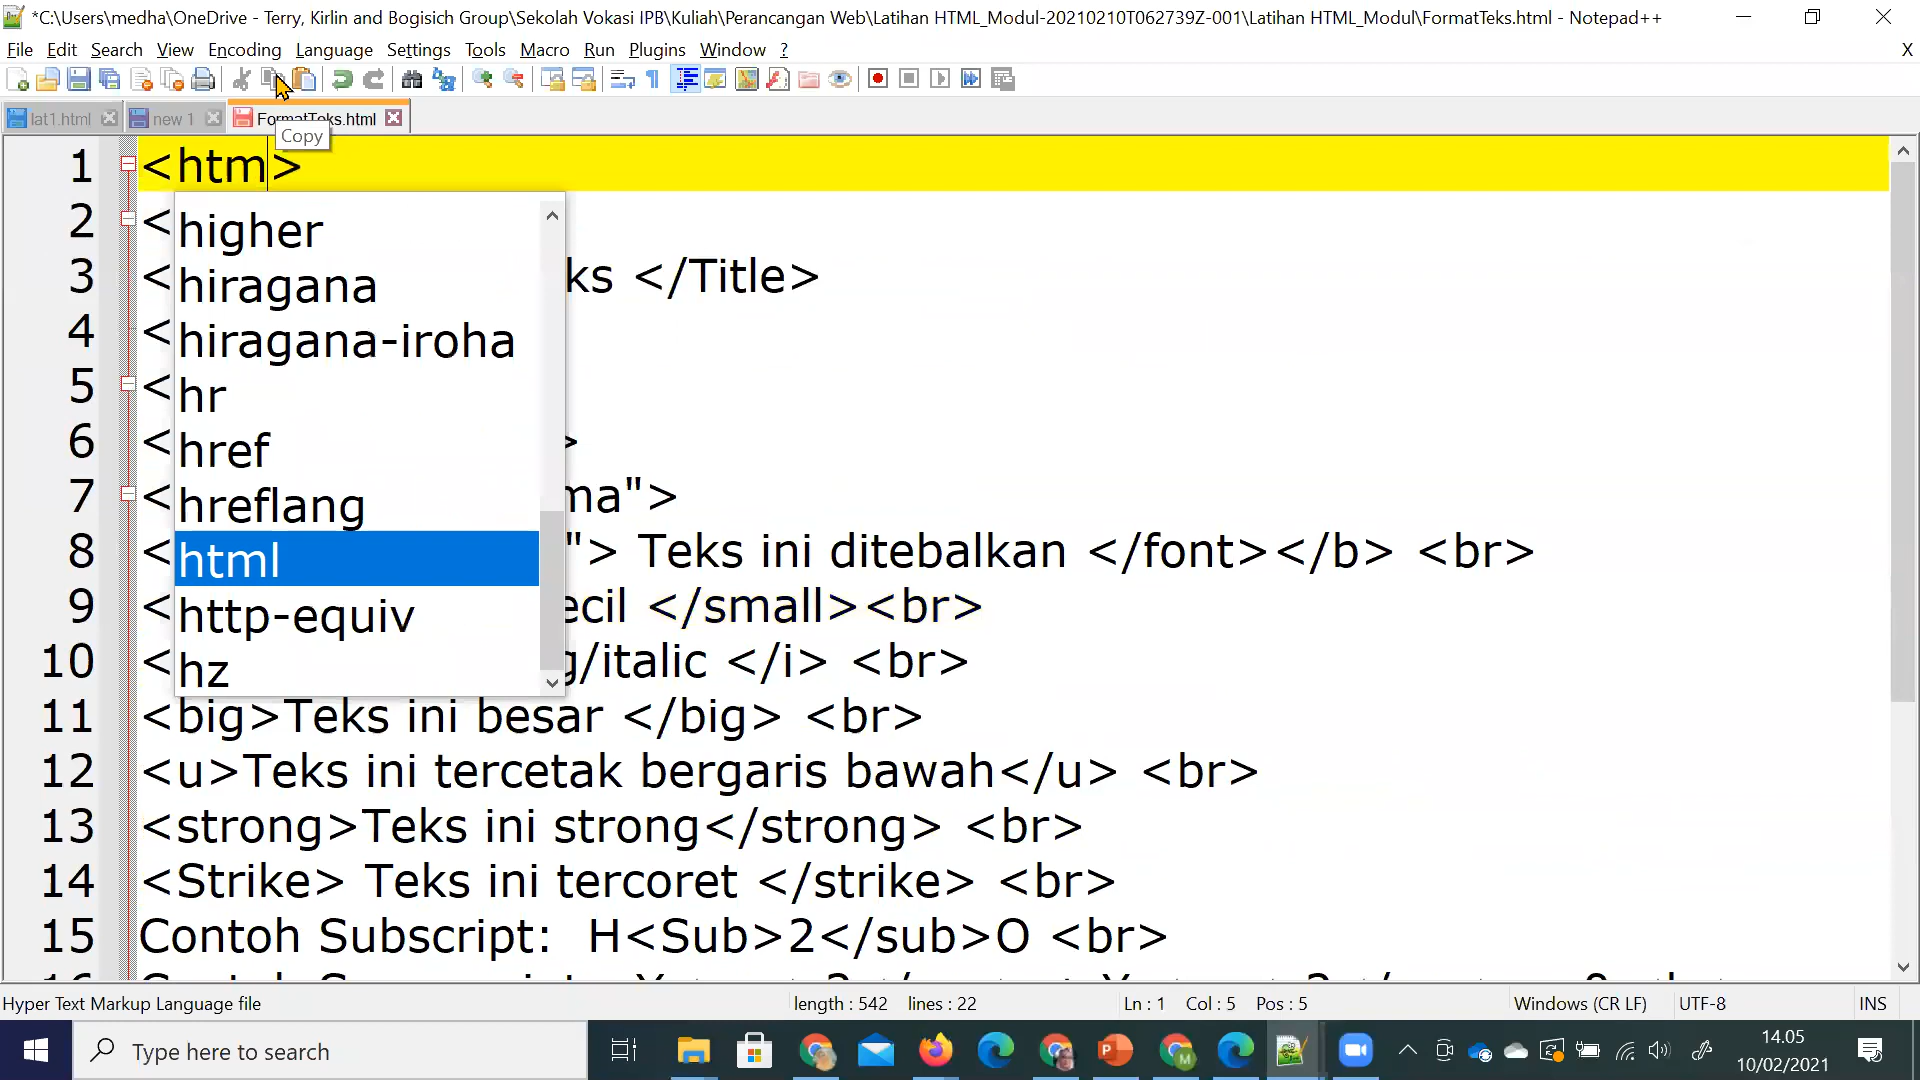 *C:\Users\medha\OneDrive - Terry, Kirlin and Bogisich Group\Sekolah Vokasi IPB\Kuliah\Perancangan Web\Latihan HTML_Modul-20210210T062739Z-001\Latihan HTML_Modul\FormatTeks.html - Notepad++
File Edit Search View Encoding Language Settings Tools Macro Run Plugins Window ? X
lat1.html new 1 FormatTeks.html
Copy
1 <htm>
2 <
higher
3 < ks </Title>
hiragana
4 <
hiragana-iroha
5 <
hr
6 < >
href
7 < ma">
hreflang
8 < "> Teks ini ditebalkan </font></b> <br>
html
9 < ecil </small><br>
http-equiv
10 < g/italic </i> <br>
hz
11 <big>Teks ini besar </big> <br>
12 <u>Teks ini tercetak bergaris bawah</u> <br>
13 <strong>Teks ini strong</strong> <br>
14 <Strike> Teks ini tercoret </strike> <br>
15 Contoh Subscript: H<Sub>2</sub>O <br>
Hyper Text Markup Language file length : 542 lines : 22 Ln : 1 Col : 5 Pos : 5 Windows (CR LF) UTF-8 INS
Type here to search
14.05
10/02/2021